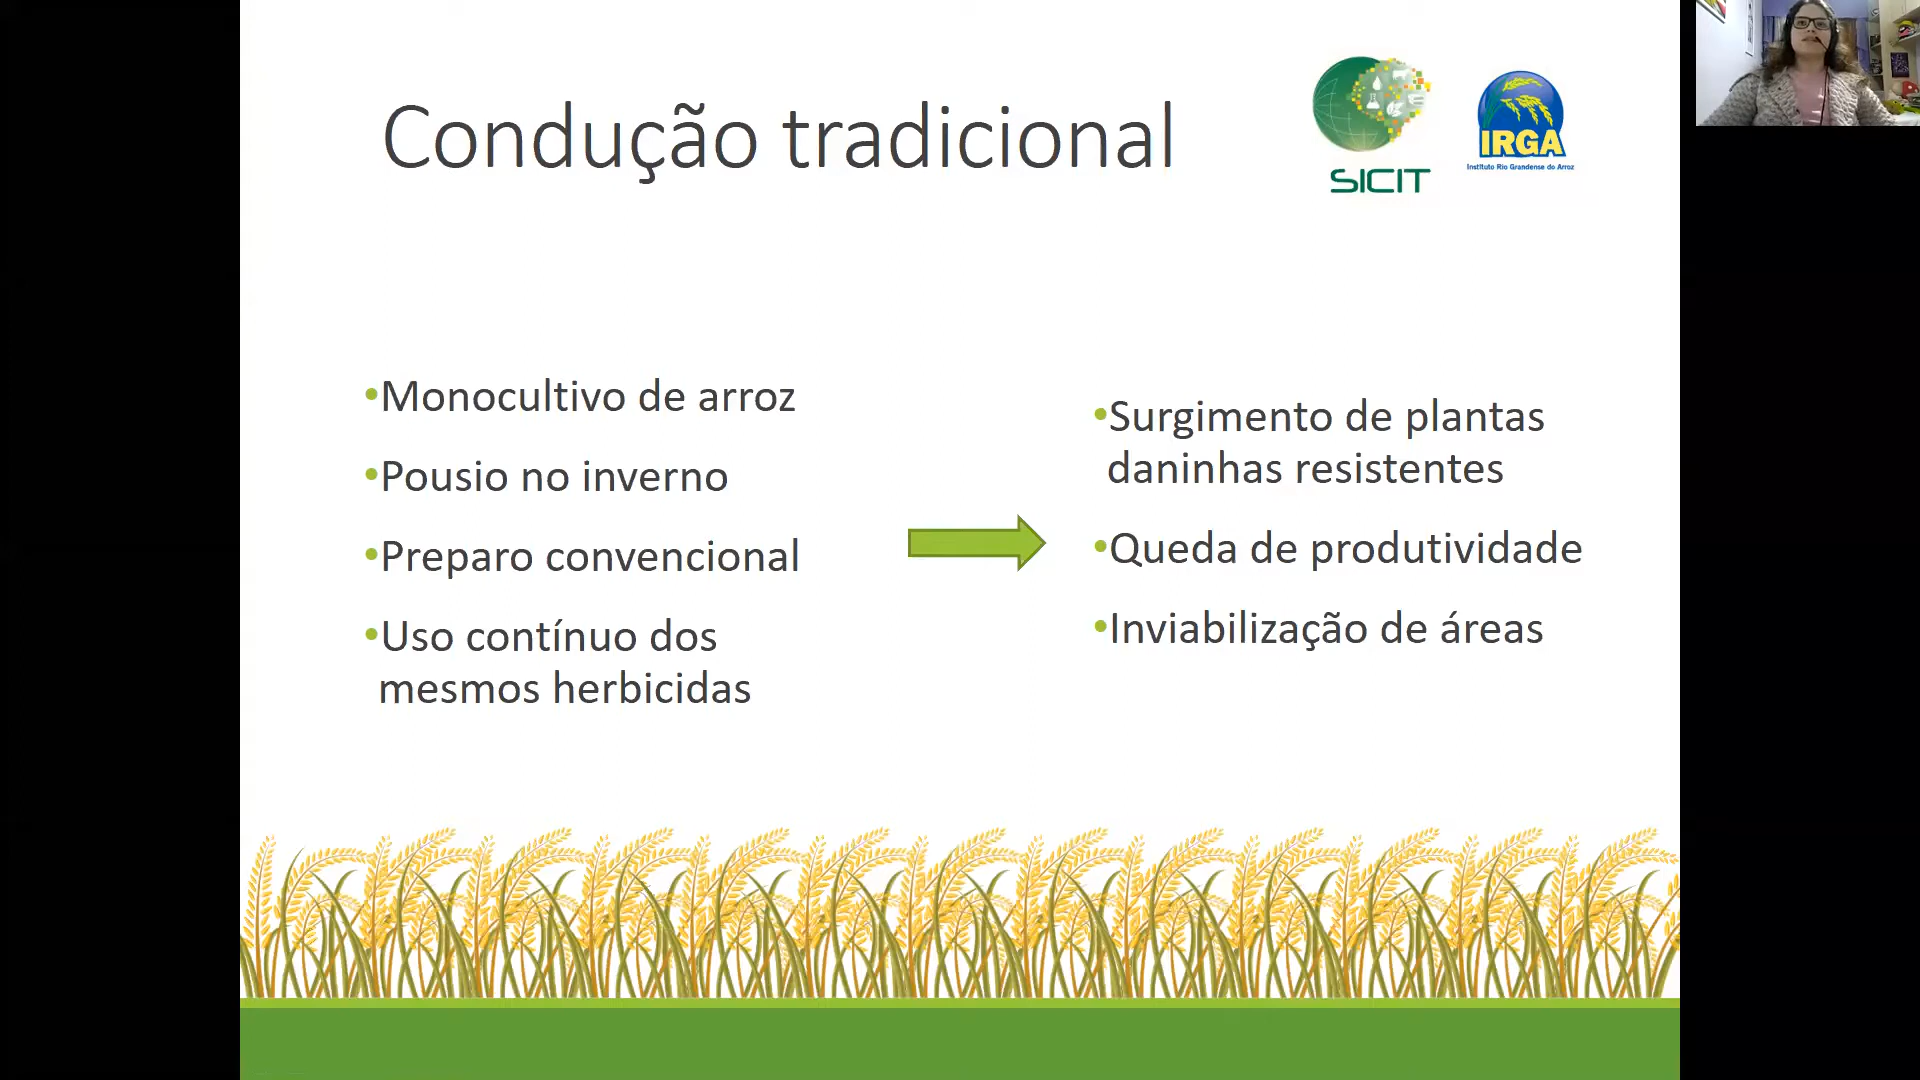 Condução tradicional
SICIT
IRGA
Instituto Rio Grandense do Arroz
•Monocultivo de arroz
•Pousio no inverno
•Preparo convencional
•Uso contínuo dos
mesmos herbicidas
•Surgimento de plantas
daninhas resistentes
•Queda de produtividade
•Inviabilização de áreas